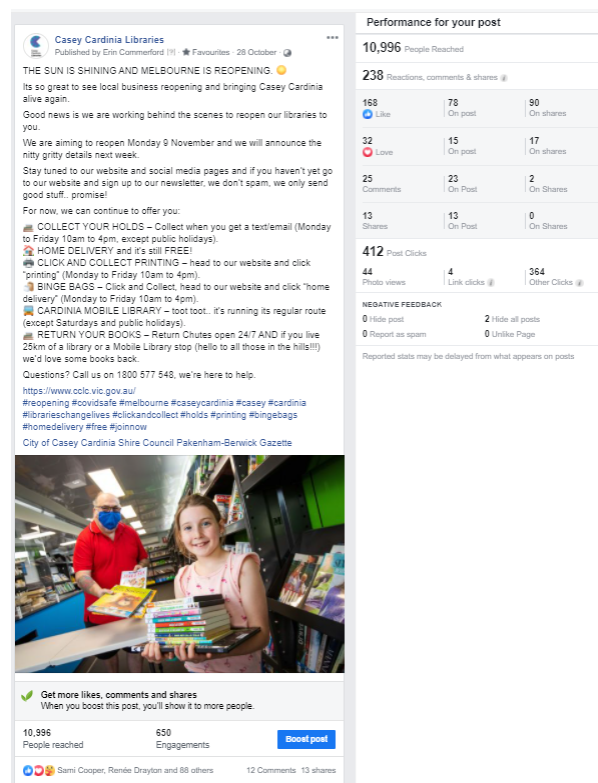 Casey Cardinia Libraries
Published by Erin Commerford [?] · Favourites · 28 October ·
THE SUN IS SHINING AND MELBOURNE IS REOPENING.
Its so great to see local business reopening and bringing Casey Cardinia
alive again.
Good news is we are working behind the scenes to reopen our libraries to
you.
We are aiming to reopen Monday 9 November and we will announce the
nitty gritty details next week.
Stay tuned to our website and social media pages and if you haven't yet go
to our website and sign up to our newsletter, we don't spam, we only send
good stuff.. promise!
For now, we can continue to offer you:
COLLECT YOUR HOLDS – Collect when you get a text/email (Monday
to Friday 10am to 4pm, except public holidays).
HOME DELIVERY and it's still FREE!
CLICK AND COLLECT PRINTING – head to our website and click
"printing" (Monday to Friday 10am to 4pm).
BINGE BAGS – Click and Collect, head to our website and click "home
delivery" (Monday to Friday 10am to 4pm).
CARDINIA MOBILE LIBRARY – toot toot.. it's running its regular route
(except Saturdays and public holidays).
RETURN YOUR BOOKS – Return Chutes open 24/7 AND if you live
25km of a library or a Mobile Library stop (hello to all those in the hills!!!)
we'd love some books back.
Questions? Call us on 1800 577 548, we're here to help.
https://www.cclc.vic.gov.au/
#reopening #covidsafe #melbourne #caseycardinia #casey #cardinia
#librarieschangelives #clickandcollect #holds #printing #bingebags
#homedelivery #free #joinnow
City of Casey Cardinia Shire Council Pakenham-Berwick Gazette
Get more likes, comments and shares
When you boost this post, you'll show it to more people.
10,996
People reached
650
Engagements
Boost post
Sami Cooper, Renée Drayton and 88 others
12 Comments 13 shares
Performance for your post
10,996 People Reached
238 Reactions, comments & shares
168
Like
78
On post
90
On shares
32
Love
15
On post
17
On shares
25
Comments
23
On Post
2
On Shares
13
Shares
13
On Post
0
On Shares
412 Post Clicks
44
Photo views
4
Link clicks
364
Other Clicks
NEGATIVE FEEDBACK
0 Hide post
2 Hide all posts
0 Report as spam
0 Unlike Page
Reported stats may be delayed from what appears on posts